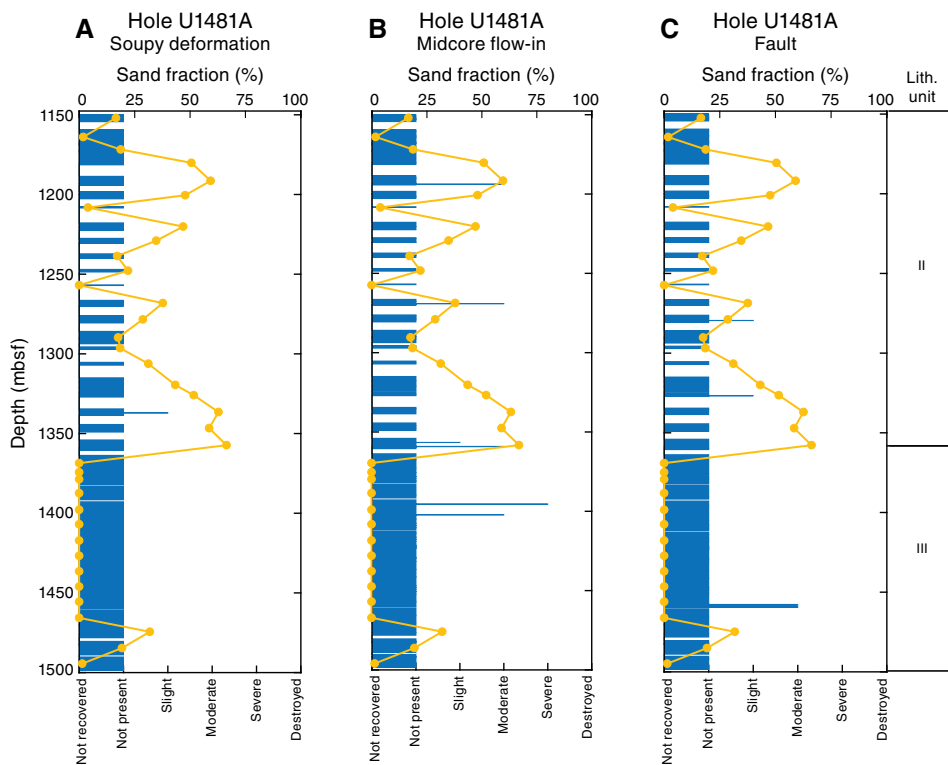 A
Hole U1481A
Soupy deformation
Sand fraction (%)
0 25 50 75 100
B
Hole U1481A
Midcore flow-in
Sand fraction (%)
0 25 50 75 100
C
Hole U1481A
Fault
Sand fraction (%)
0 25 50 75 100
Lith.
unit
Depth (mbsf)
1150
1200
1250
1300
1350
1400
1450
1500
II
III
Not recovered
Not present
Slight
Moderate
Severe
Destroyed
Not recovered
Not present
Slight
Moderate
Severe
Destroyed
Not recovered
Not present
Slight
Moderate
Severe
Destroyed